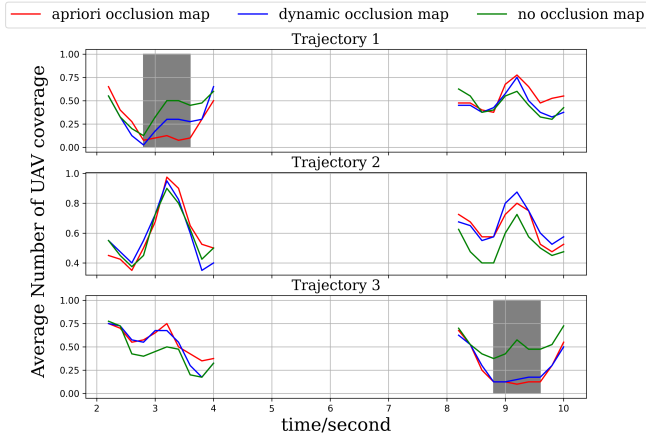 apriori occlusion map dynamic occlusion map no occlusion map
Trajectory 1
1.00
0.75
0.50
0.25
0.00
Trajectory 2
1.0
0.8
0.6
0.4
Trajectory 3
1.00
0.75
0.50
0.25
0.00
2 3 4 5 6 7 8 9 10
time/second
Average Number of UAV coverage